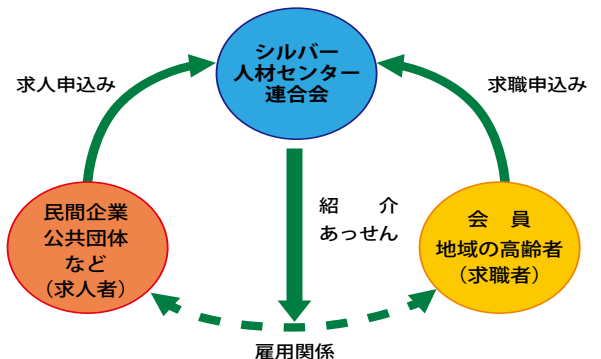 シルバー
人材センター
連合会
求人申込み
求職申込み
民間企業
公共団体
など
（求人者）
紹　　介
あっせん
会　員
地域の高齢者
（求職者）
雇用関係